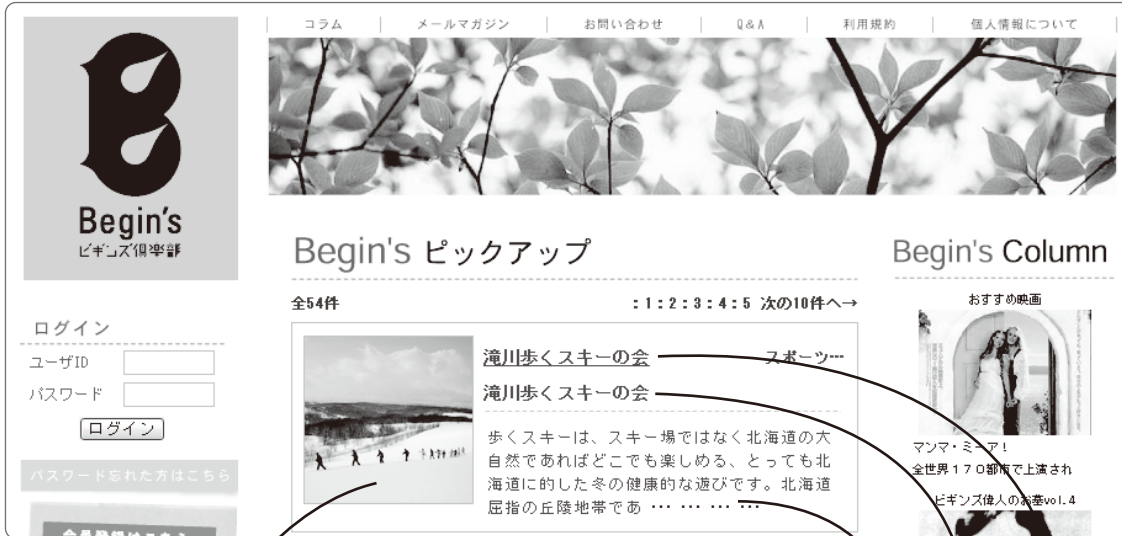 コラム
メールマガジン
お問い合わせ
Q&A
利用規約
個人情報について
Begin's
ビギンズ倶楽部
ログイン
ユーザID
パスワード
ログイン
パスワード忘れた方はこちら
会員登録はこちら
Begin's ピックアップ
全54件
:1:2:3:4:5 次の10件へ→
滝川歩くスキーの会
スポーツ…
滝川歩くスキーの会
歩くスキーは、スキー場ではなく北海道の大
自然であればどこでも楽しめる、とっても北
海道に的した冬の健康的な遊びです。北海道
屈指の丘陵地帯であ … … … …
Begin's Column
おすすめ映画
マンマ・ミーア！
全世界１７０都市で上演され
ビギンズ偉人のお墓vol.4